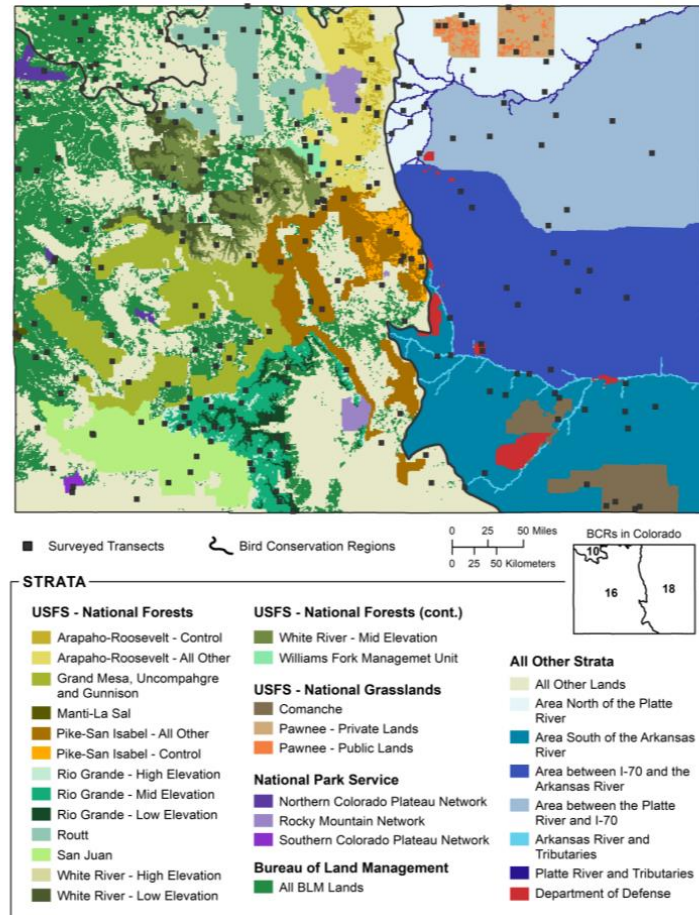 Surveyed Transects
Bird Conservation Regions
0 25 50 Miles
0 25 50 Kilometers
BCRs in Colorado
10
16
18
STRATA
USFS - National Forests
Arapaho-Roosevelt - Control
Arapaho-Roosevelt - All Other
Grand Mesa, Uncompahgre
and Gunnison
Manti-La Sal
Pike-San Isabel - All Other
Pike-San Isabel - Control
Rio Grande - High Elevation
Rio Grande - Mid Elevation
Rio Grande - Low Elevation
Routt
San Juan
White River - High Elevation
White River - Low Elevation
USFS - National Forests (cont.)
White River - Mid Elevation
Williams Fork Managemet Unit
USFS - National Grasslands
Comanche
Pawnee - Private Lands
Pawnee - Public Lands
National Park Service
Northern Colorado Plateau Network
Rocky Mountain Network
Southern Colorado Plateau Network
Bureau of Land Management
All BLM Lands
All Other Strata
All Other Lands
Area North of the Platte
River
Area South of the Arkansas
River
Area between I-70 and the
Arkansas River
Area between the Platte
River and I-70
Arkansas River and
Tributaries
Platte River and Tributaries
Department of Defense